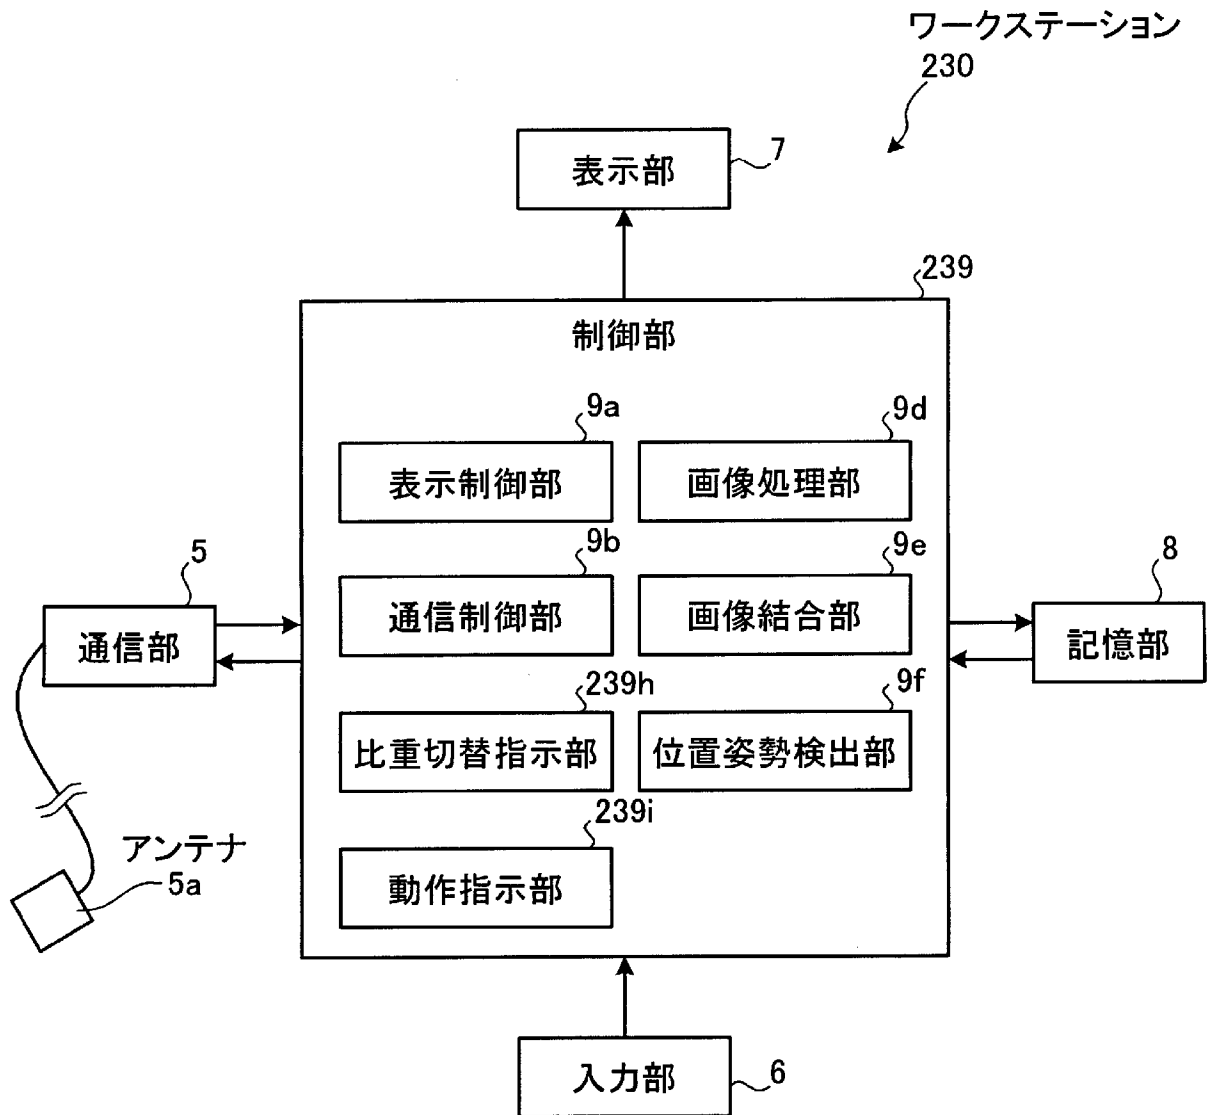 ワークステーション
230
表示部
7
239
制御部
9a
9d
表示制御部
画像処理部
9b
9e
5
8
通信部
通信制御部
画像結合部
記憶部
239h
9f
比重切替指示部
位置姿勢検出部
239i
アンテナ
5a
動作指示部
入力部
6